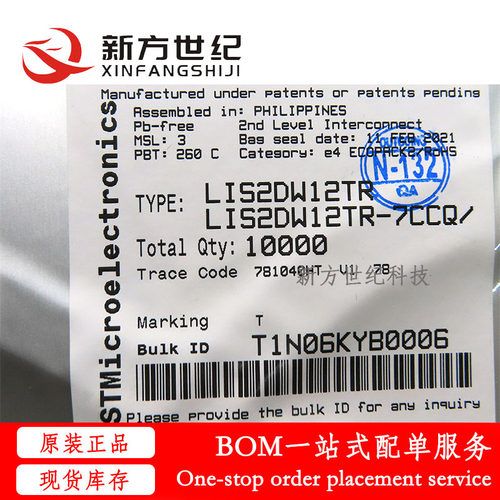 新方世纪
XINFANGSHIJI
Manufactured under patents or patents pending
Assembled in: PHILIPPINES
Pb-free 2nd Level Interconnect
MSL: 3 Bag seal date: 11 FEB 2021
PBT: 260 C Category: e4 ECOPACK2/RoHS
N-132
QA
STMicroelectronics
TYPE: LIS2DW12TR
LIS2DW12TR-7CCQ/
Total Qty: 10000
Trace Code 781040HT V1 78
新方世纪科技
Marking T
Bulk ID T1N06KYB0006
Please provide the bulk ID for any inquiry
原装正品
现货库存
BOM一站式配单服务
One-stop order placement service